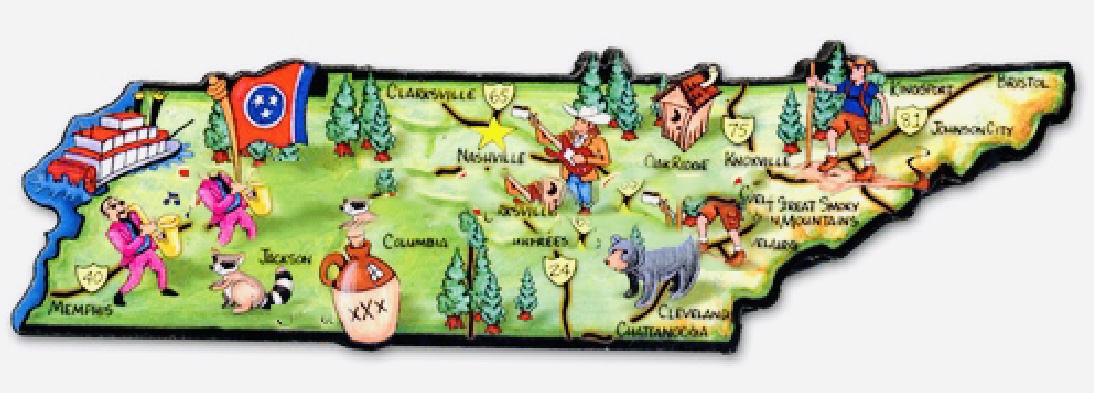 CLARKSVILLE
65
KINGSPORT
BRISTOL
81
JOHNSON CITY
75
NASHVILLE
OAK RIDGE
KNOXVILLE
GREAT SMOKY
MOUNTAINS
COLUMBIA
JACKSON
24
40
XXX
MEMPHIS
CLEVELAND
CHATTANOOGA